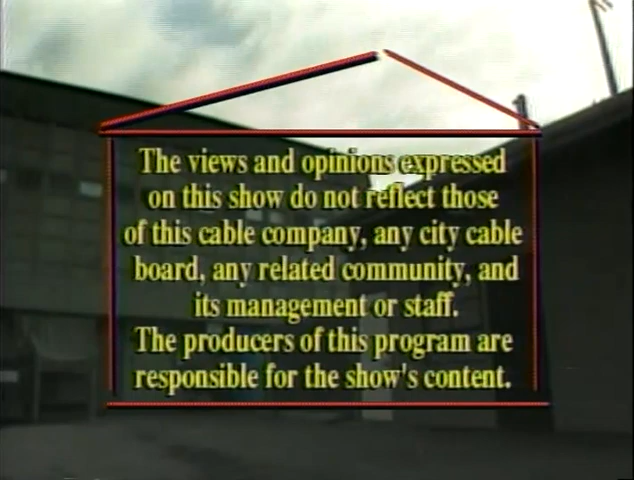 The views and opinions expressed
on this show do not reflect those
of this cable company, any city cable
board, any related community, and
its management or staff.
The producers of this program are
responsible for the show's content.